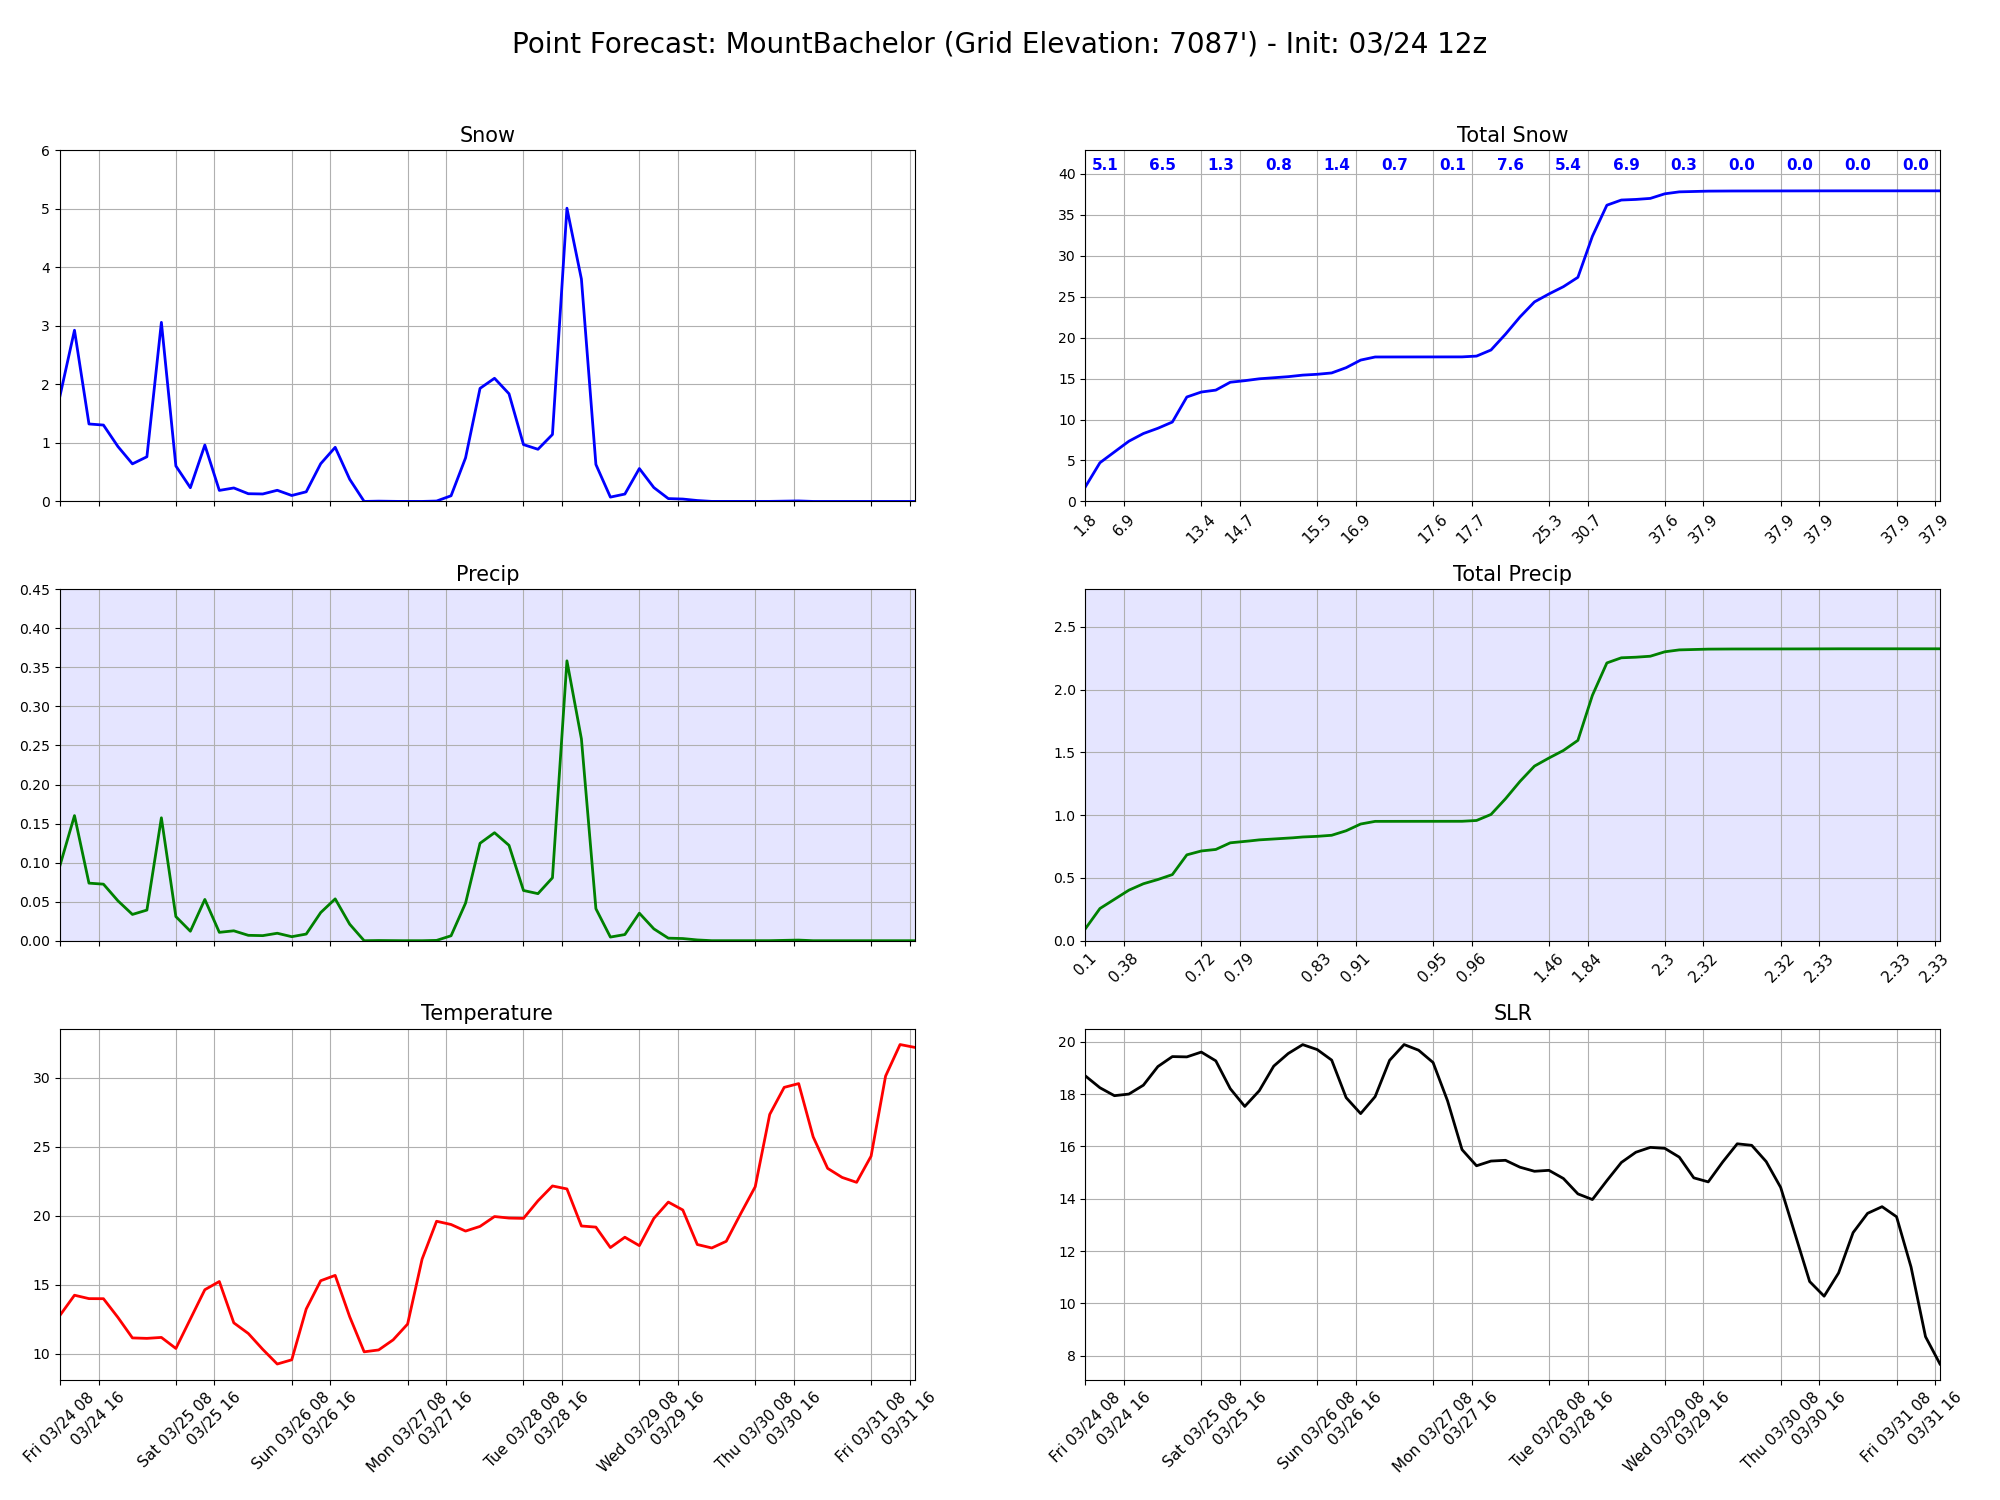 Point Forecast: MountBachelor (Grid Elevation: 7087') - Init: 03/24 12z
Snow
6
5
4
3
2
1
0
Total Snow
5.1 6.5 1.3 0.8 1.4 0.7 0.1 7.6 5.4 6.9 0.3 0.0 0.0 0.0 0.0
40
35
30
25
20
15
10
5
0
1.8 6.9 13.4 14.7 15.5 16.9 17.6 17.7 25.3 30.7 37.6 37.9 37.9 37.9 37.9 37.9
Precip
0.45
0.40
0.35
0.30
0.25
0.20
0.15
0.10
0.05
0.00
Total Precip
2.5
2.0
1.5
1.0
0.5
0.0
0.1 0.38 0.72 0.79 0.83 0.91 0.95 0.96 1.46 1.84 2.3 2.32 2.32 2.33 2.33 2.33
Temperature
30
25
20
15
10
Fri 03/24 08
03/24 16
Sat 03/25 08
03/25 16
Sun 03/26 08
03/26 16
Mon 03/27 08
03/27 16
Tue 03/28 08
03/28 16
Wed 03/29 08
03/29 16
Thu 03/30 08
03/30 16
Fri 03/31 08
03/31 16
SLR
20
18
16
14
12
10
8
Fri 03/24 08
03/24 16
Sat 03/25 08
03/25 16
Sun 03/26 08
03/26 16
Mon 03/27 08
03/27 16
Tue 03/28 08
03/28 16
Wed 03/29 08
03/29 16
Thu 03/30 08
03/30 16
Fri 03/31 08
03/31 16